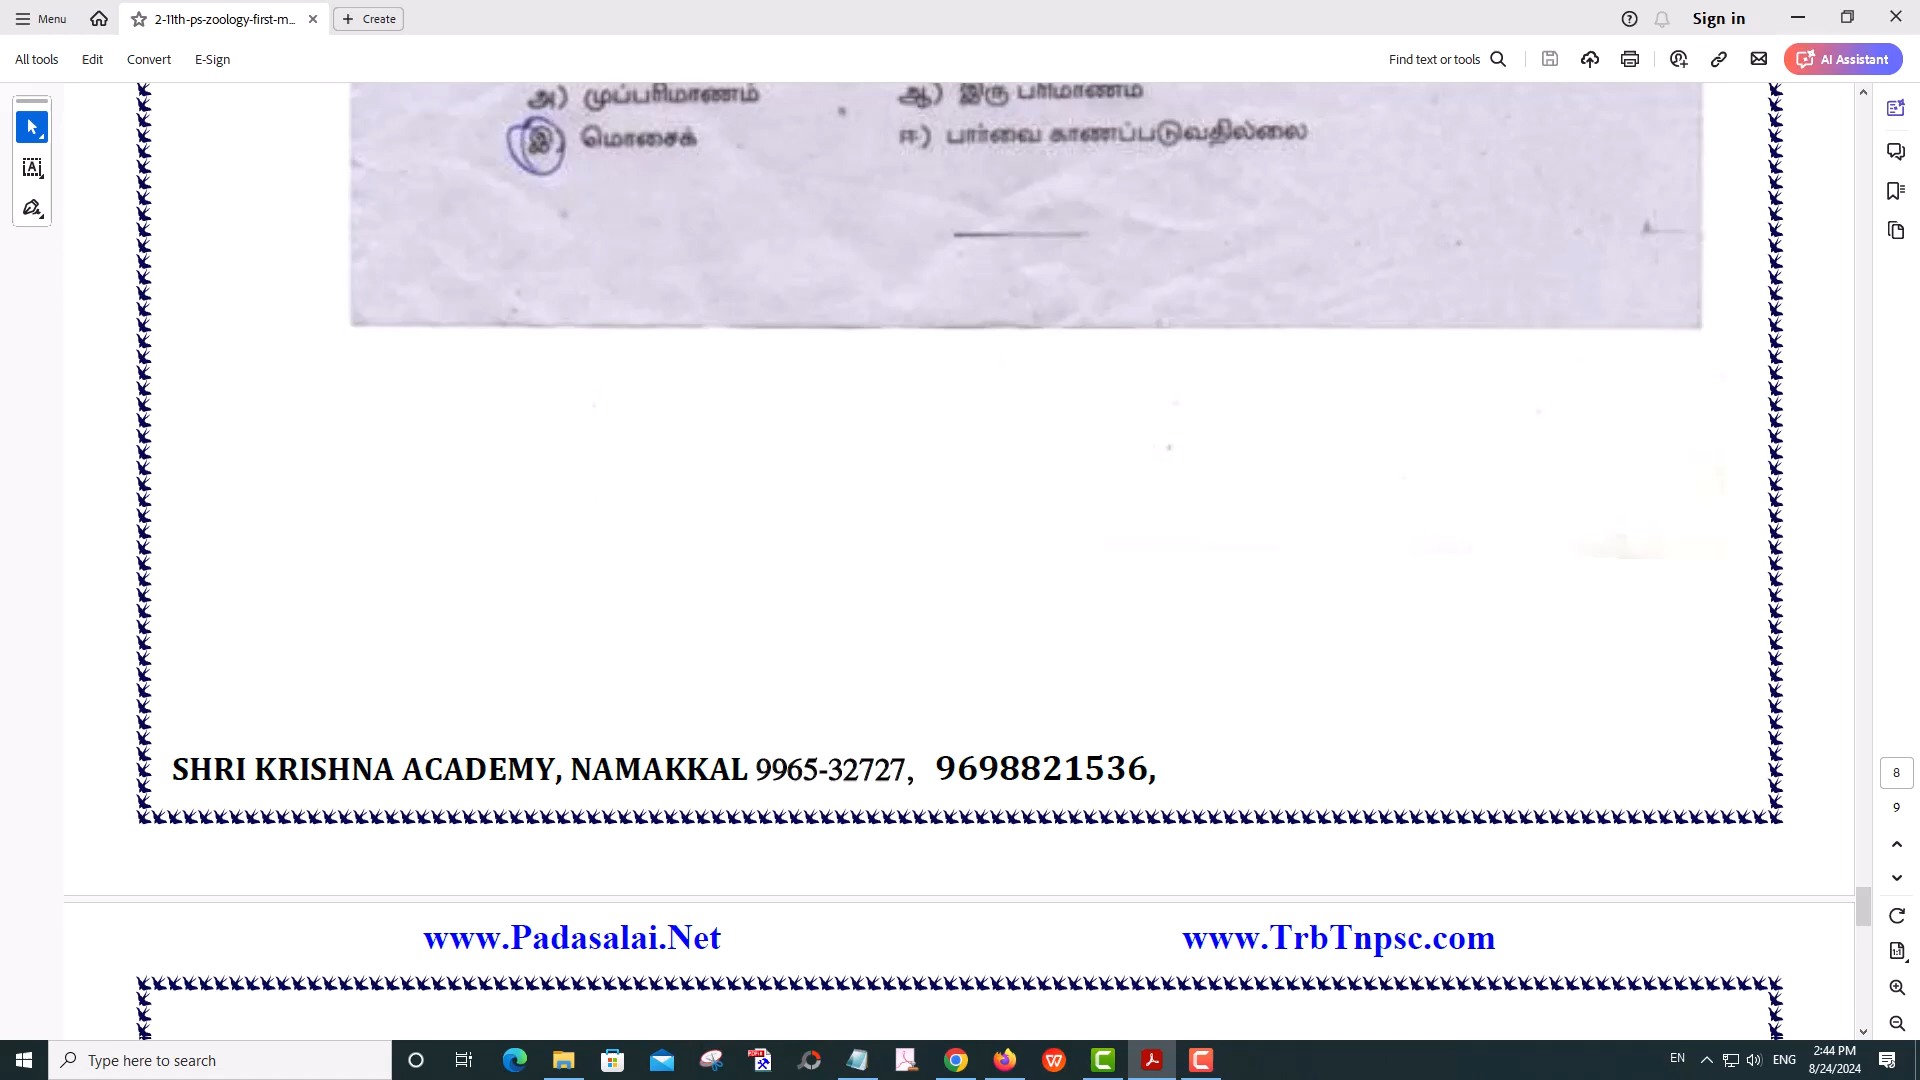 Menu
2-11th-ps-zoology-first-m...
Create
Sign in
All tools
Edit
Convert
E-Sign
Find text or tools
AI Assistant
அ) முப்பரிமாணம்
ஆ) இரு பரிமாணம்
இ) மொசைக்
ஈ) பார்வை காணப்படுவதில்லை
SHRI KRISHNA ACADEMY, NAMAKKAL 9965-32727, 9698821536,
8
9
www.Padasalai.Net
www.TrbTnpsc.com
Type here to search
EN
ENG
2:44 PM
8/24/2024